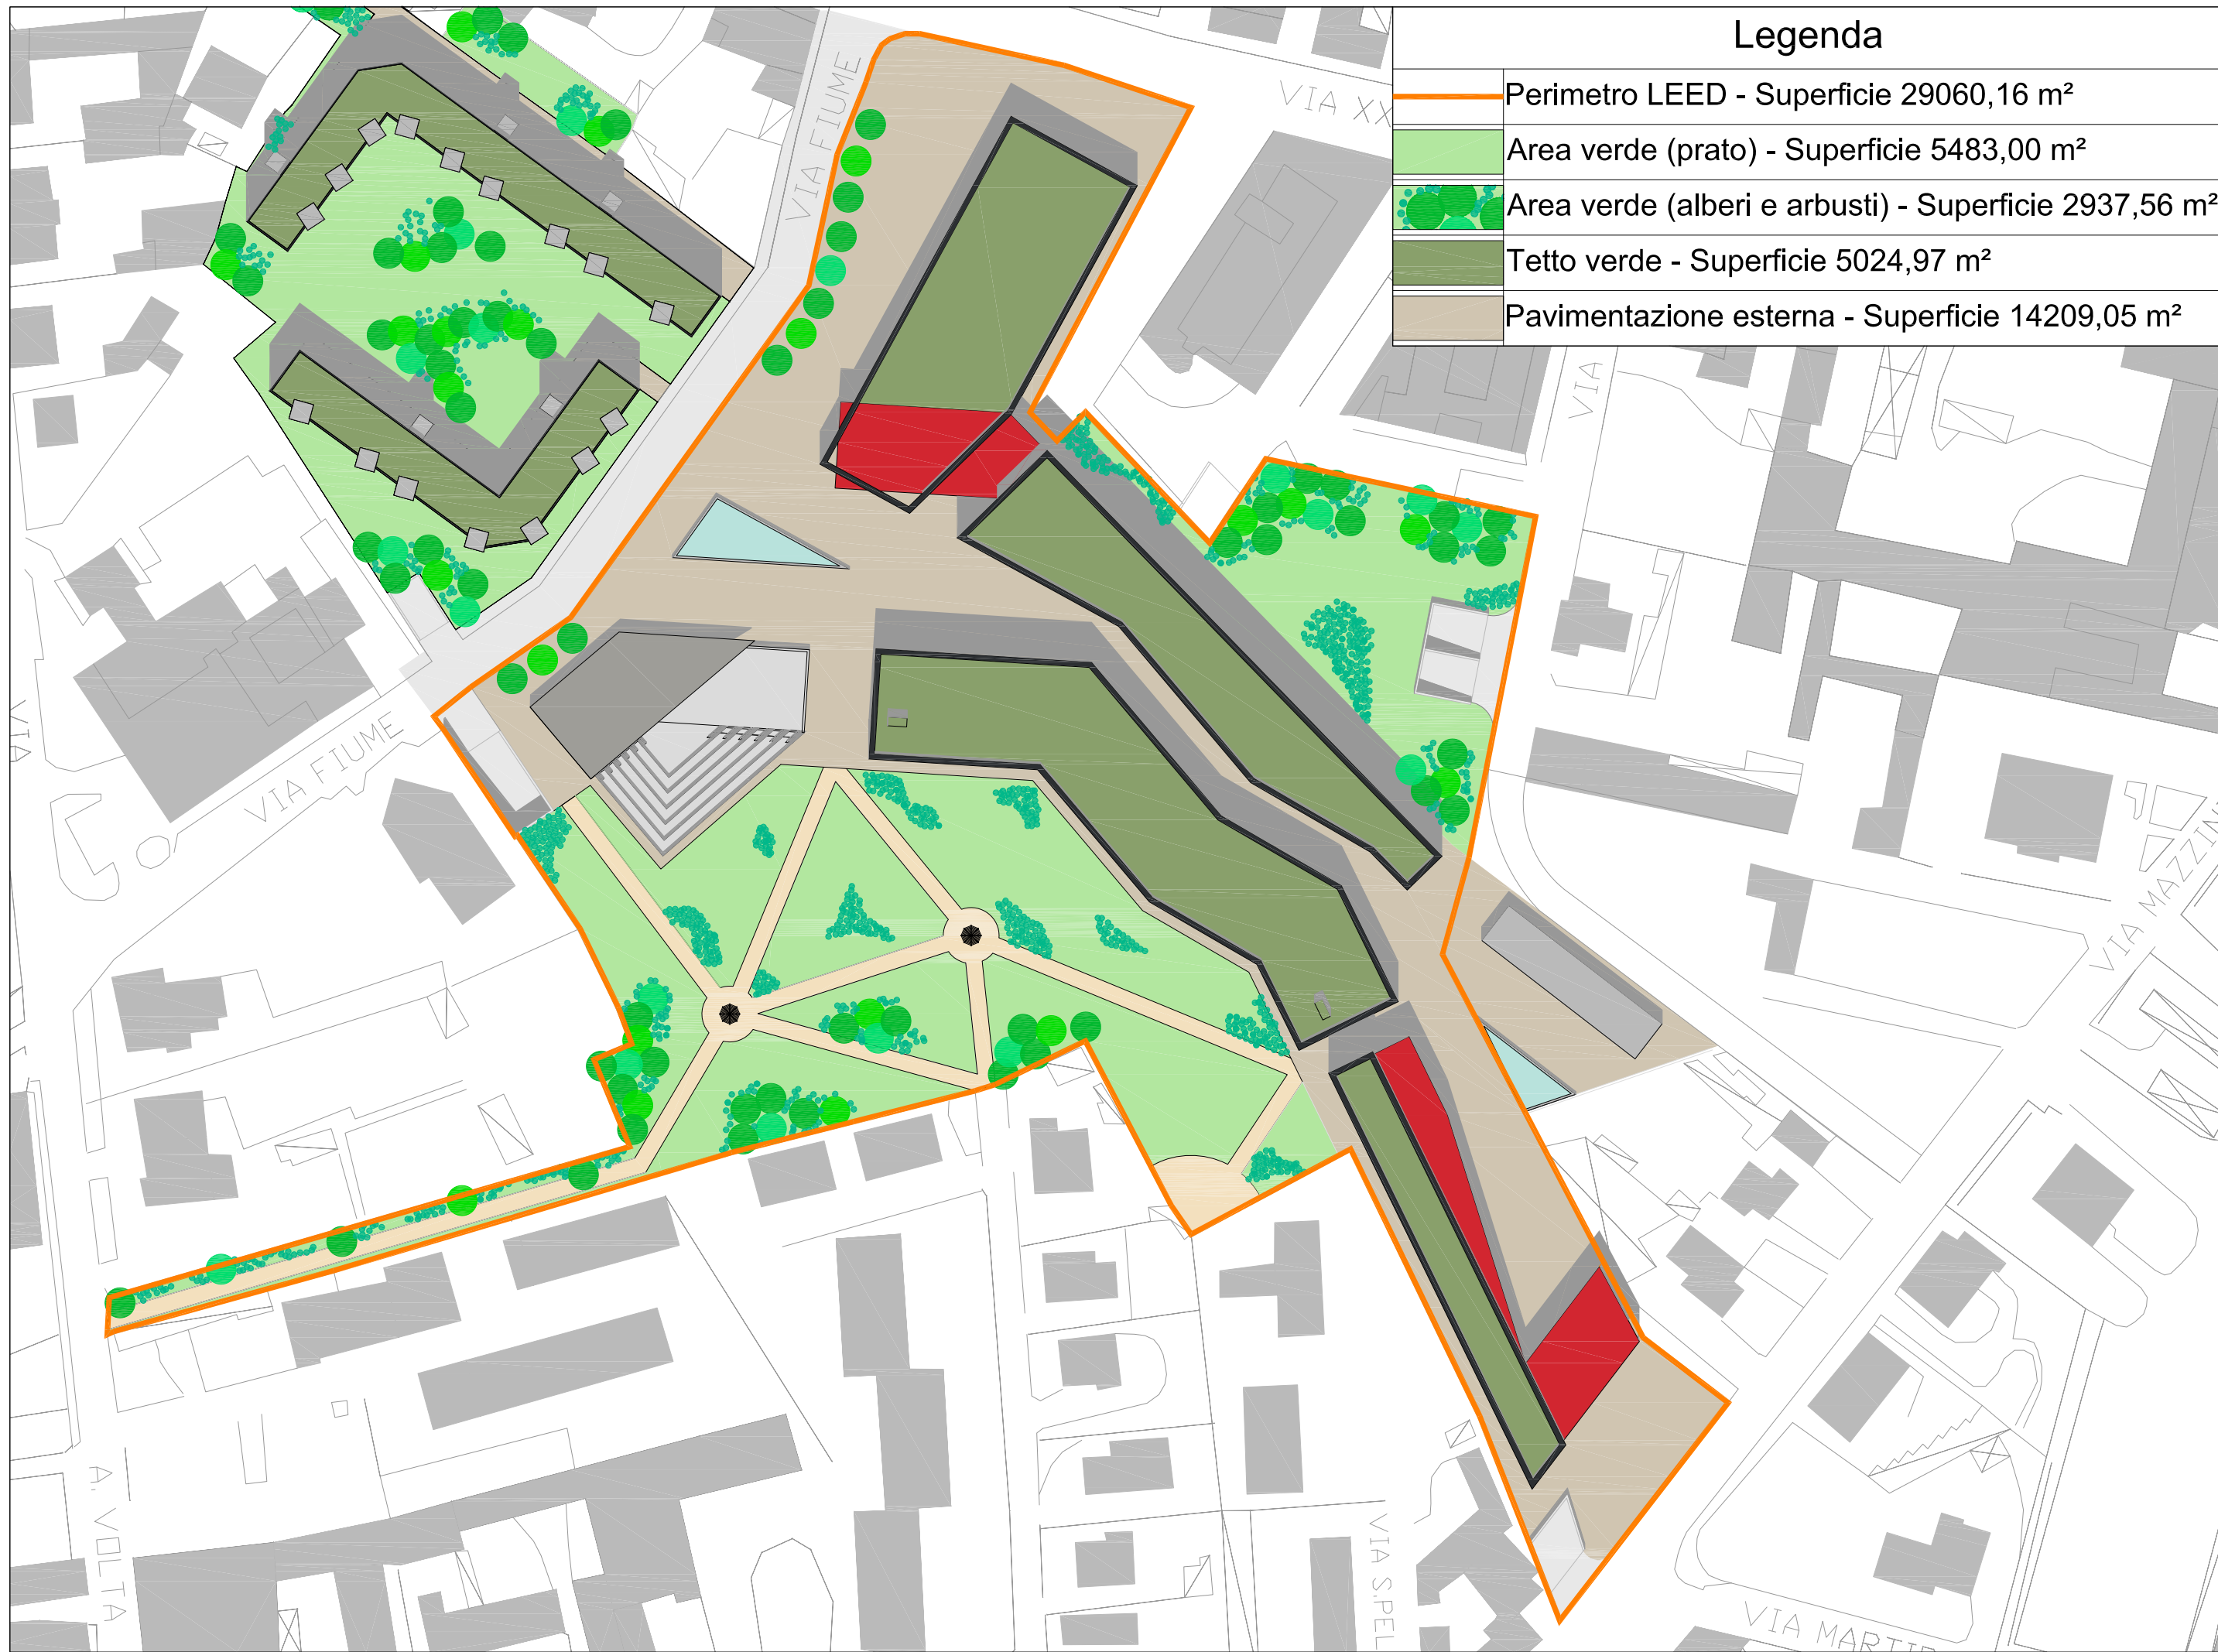 Legenda
Perimetro LEED - Superficie 29060,16 m²
Area verde (prato) - Superficie 5483,00 m²
Area verde (alberi e arbusti) - Superficie 2937,56 m²
Tetto verde - Superficie 5024,97 m²
Pavimentazione esterna - Superficie 14209,05 m²
VIA FIUME
VIA XX
VIA
VIA FIUME
VIA MAZZIN
A. VOLTA
VIA S.PEL
VIA MARTIR